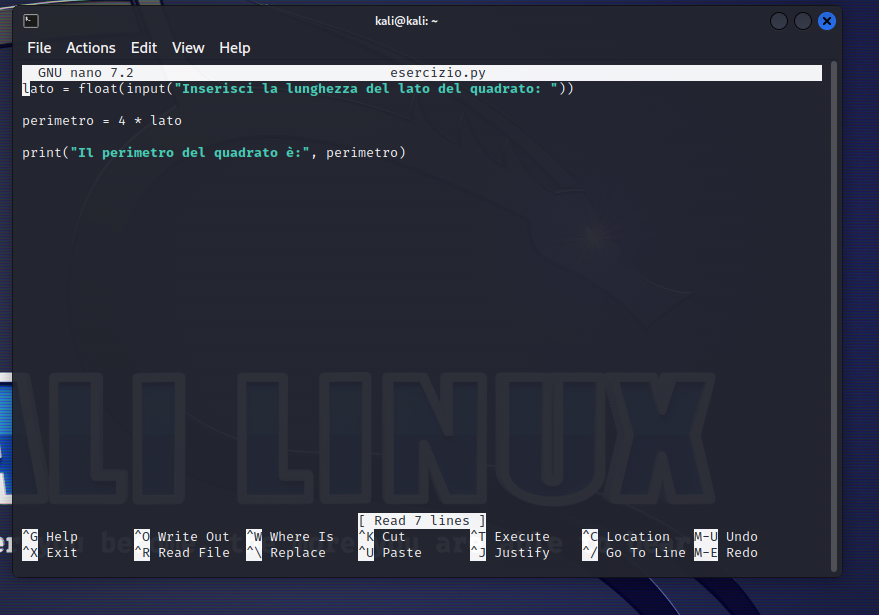 kali@kali: ~
File Actions Edit View Help
GNU nano 7.2 esercizio.py
lato = float(input("Inserisci la lunghezza del lato del quadrato: "))
perimetro = 4 * lato
print("Il perimetro del quadrato è:", perimetro)
ALI LINUX
[ Read 7 lines ]
^G Help ^O Write Out ^W Where Is ^K Cut ^T Execute ^C Location M-U Undo
^X Exit ^R Read File ^\ Replace ^U Paste ^J Justify ^/ Go To Line M-E Redo